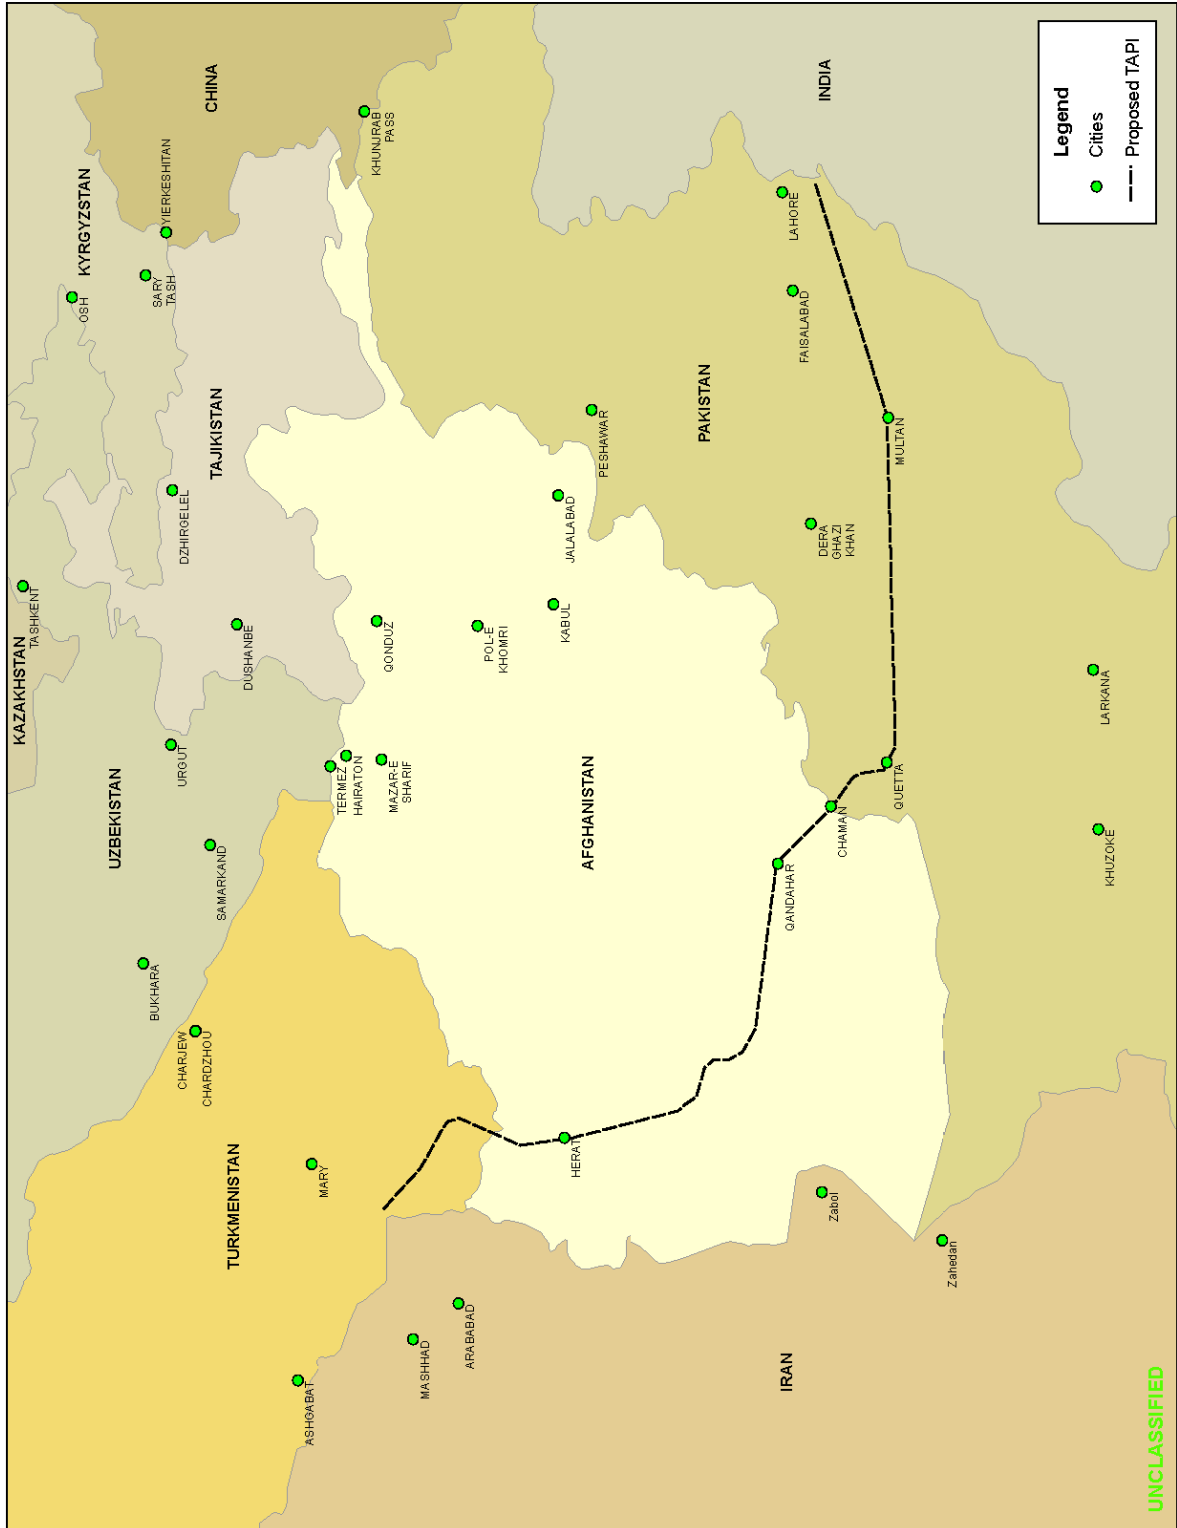 KAZAKHSTAN
TASHKENT
KYRGYZSTAN
OSH
SARY
TASH
YIERKESHITAN
CHINA
UZBEKISTAN
BUKHARA
SAMARKAND
URGUT
DZHIRGELEL
DUSHANBE
TAJIKISTAN
KHUNJRAB
PASS
CHARJEW
CHARDZHOU
TURKMENISTAN
MARY
ASHGABAT
MASHHAD
ARABABAD
TERMEZ
HAIRATON
MAZAR-E
SHARIF
QONDUZ
POL-E
KHOMRI
KABUL
JALALABAD
PESHAWAR
AFGHANISTAN
HERAT
QANDAHAR
CHAMAN
QUETTA
PAKISTAN
DERA
GHAZI
KHAN
MULTAN
FAISALABAD
LAHORE
INDIA
IRAN
Zabol
Zahedan
KHUZOKE
LARKANA
Legend
Cities
Proposed TAPI
UNCLASSIFIED